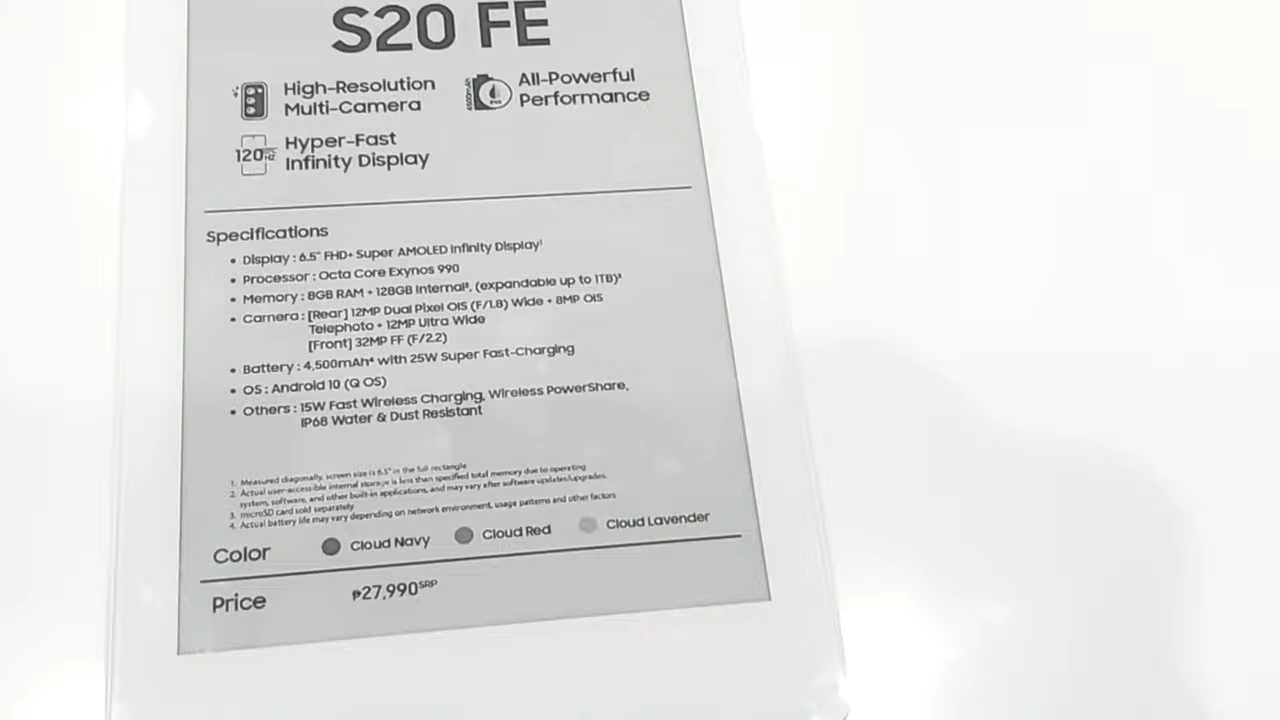 S20 FE
High-Resolution
Multi-Camera
4500mAh
All-Powerful
Performance
120Hz
Hyper-Fast
Infinity Display
Specifications
• Display : 6.5" FHD+ Super AMOLED Infinity Display¹
• Processor : Octa Core Exynos 990
• Memory : 8GB RAM + 128GB Internal², (expandable up to 1TB)³
• Camera : [Rear] 12MP Dual Pixel OIS (F/1.8) Wide + 8MP OIS
Telephoto + 12MP Ultra Wide
[Front] 32MP FF (F/2.2)
• Battery : 4,500mAh⁴ with 25W Super Fast-Charging
• OS : Android 10 (Q OS)
• Others : 15W Fast Wireless Charging, Wireless PowerShare,
IP68 Water & Dust Resistant
1. Measured diagonally, screen size is 6.5" in the full rectangle
2. Actual user-accessible internal storage is less than specified total memory due to operating
system, software, and other built-in applications, and may vary after software updates/upgrades.
3. microSD card sold separately
4. Actual battery life may vary depending on network environment, usage patterns and other factors
Color Cloud Navy Cloud Red Cloud Lavender
Price ₱27,990 SRP